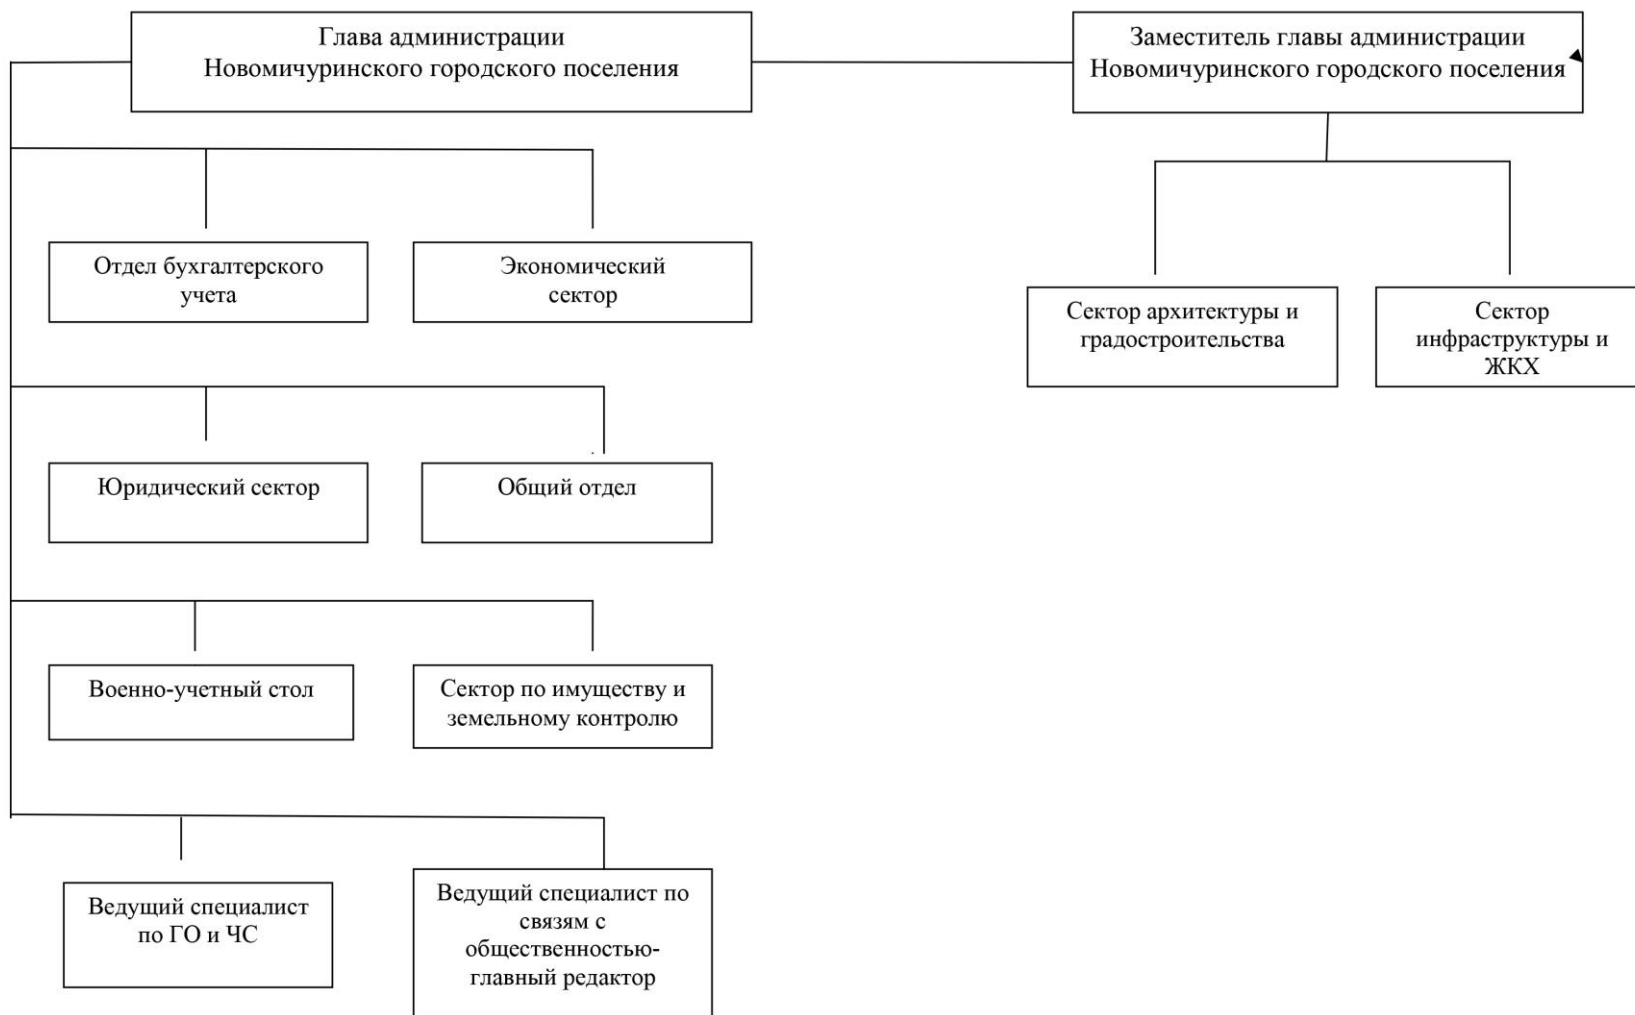 Глава администрации
Новомичуринского городского поселения
Заместитель главы администрации
Новомичуринского городского поселения
Отдел бухгалтерского
учета
Экономический
сектор
Сектор архитектуры и
градостроительства
Сектор
инфраструктуры и
ЖКХ
Юридический сектор
Общий отдел
Военно-учетный стол
Сектор по имуществу и
земельному контролю
Ведущий специалист
по ГО и ЧС
Ведущий специалист по
связям с
общественностью-
главный редактор